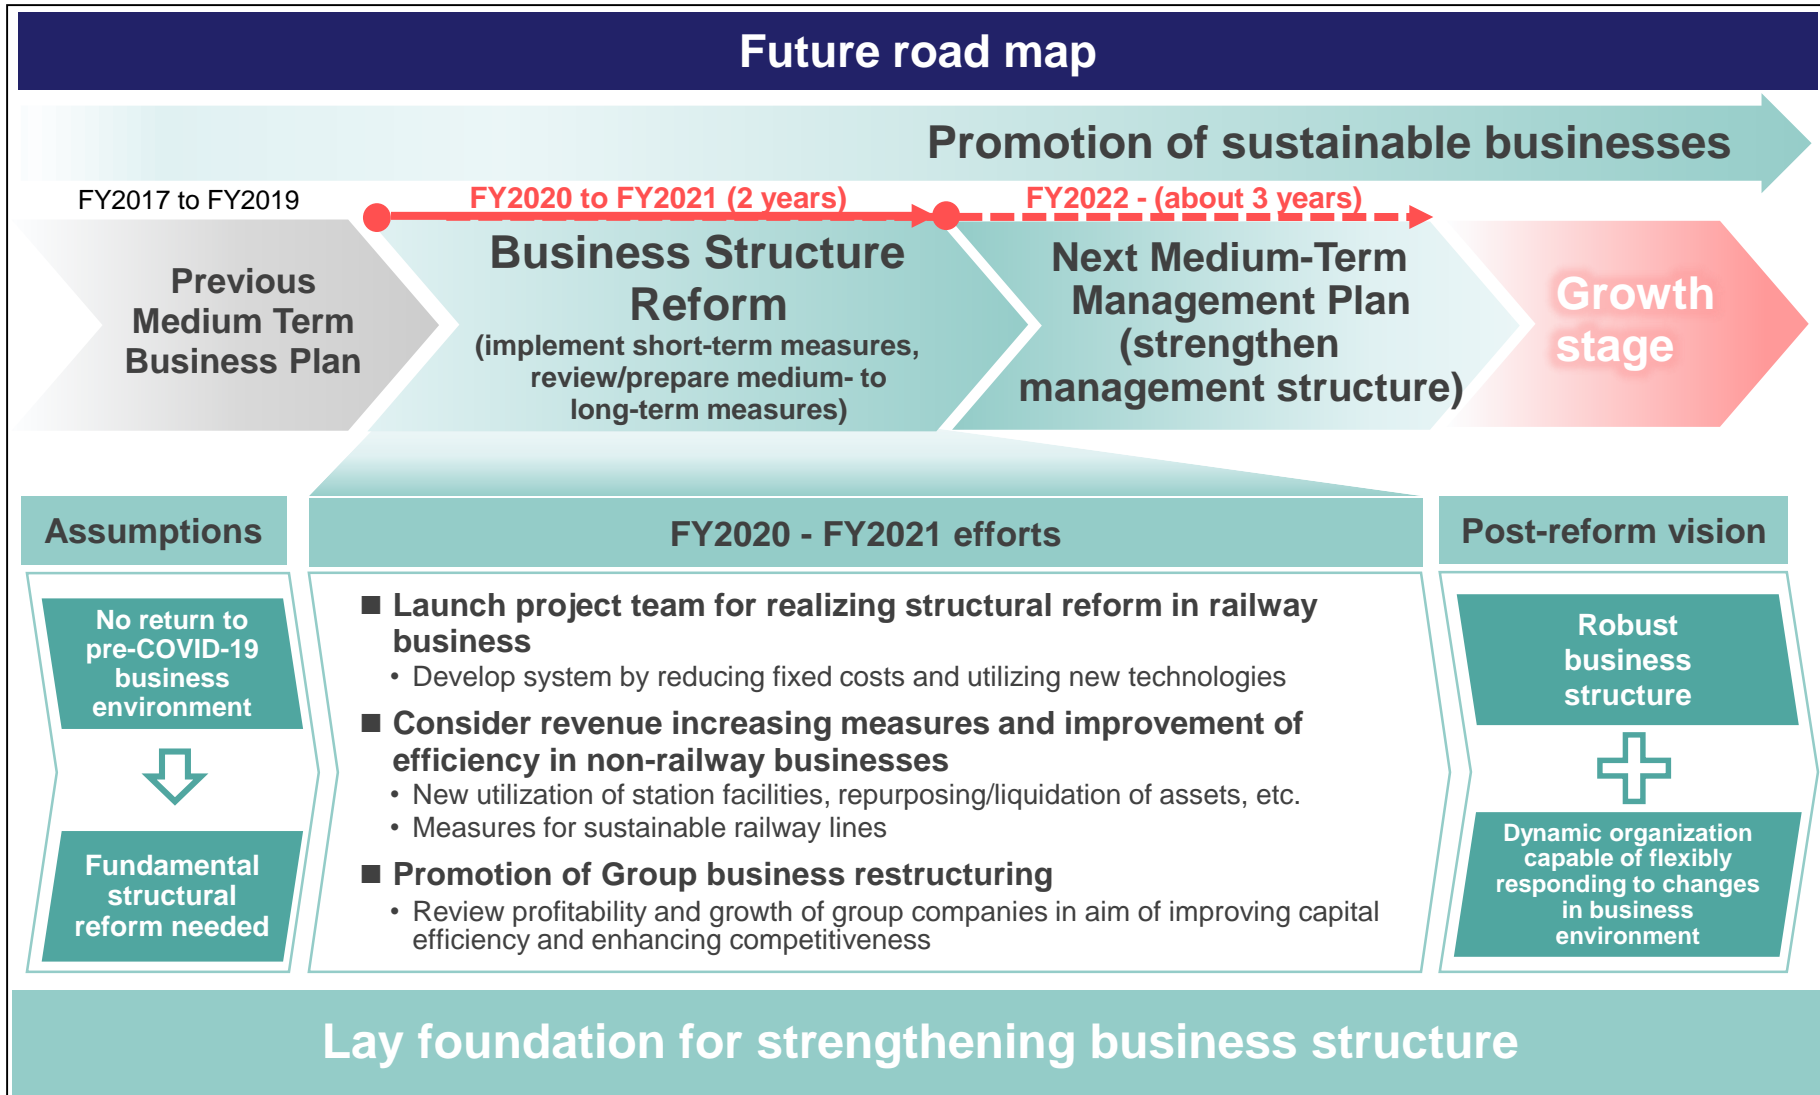 Future road map
Promotion of sustainable businesses
FY2017 to FY2019
FY2020 to FY2021 (2 years)
FY2022 - (about 3 years)
Previous
Medium Term
Business Plan
Business Structure
Reform
(implement short-term measures,
review/prepare medium- to
long-term measures)
Next Medium-Term
Management Plan
(strengthen
management structure)
Growth
stage
Assumptions
No return to
pre-COVID-19
business
environment
Fundamental
structural
reform needed
FY2020 - FY2021 efforts
■ Launch project team for realizing structural reform in railway
business
• Develop system by reducing fixed costs and utilizing new technologies
■ Consider revenue increasing measures and improvement of
efficiency in non-railway businesses
• New utilization of station facilities, repurposing/liquidation of assets, etc.
• Measures for sustainable railway lines
■ Promotion of Group business restructuring
• Review profitability and growth of group companies in aim of improving capital
efficiency and enhancing competitiveness
Post-reform vision
Robust
business
structure
Dynamic organization
capable of flexibly
responding to changes
in business
environment
Lay foundation for strengthening business structure